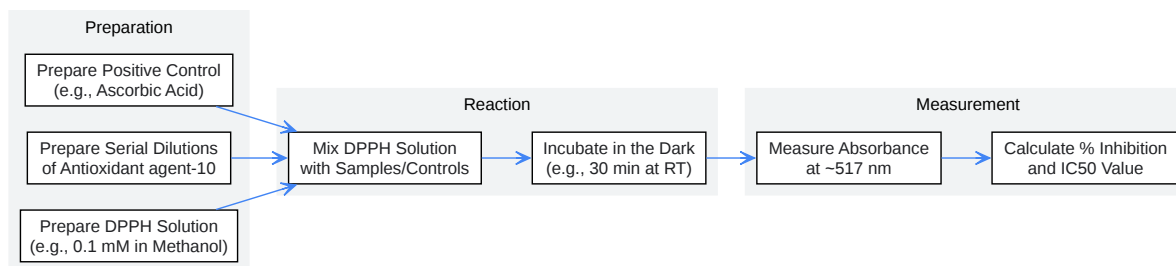 Preparation
Prepare Positive Control
(e.g., Ascorbic Acid)
Prepare Serial Dilutions
of Antioxidant agent-10
Prepare DPPH Solution
(e.g., 0.1 mM in Methanol)
Reaction
Mix DPPH Solution
with Samples/Controls
Incubate in the Dark
(e.g., 30 min at RT)
Measurement
Measure Absorbance
at ~517 nm
Calculate % Inhibition
and IC50 Value